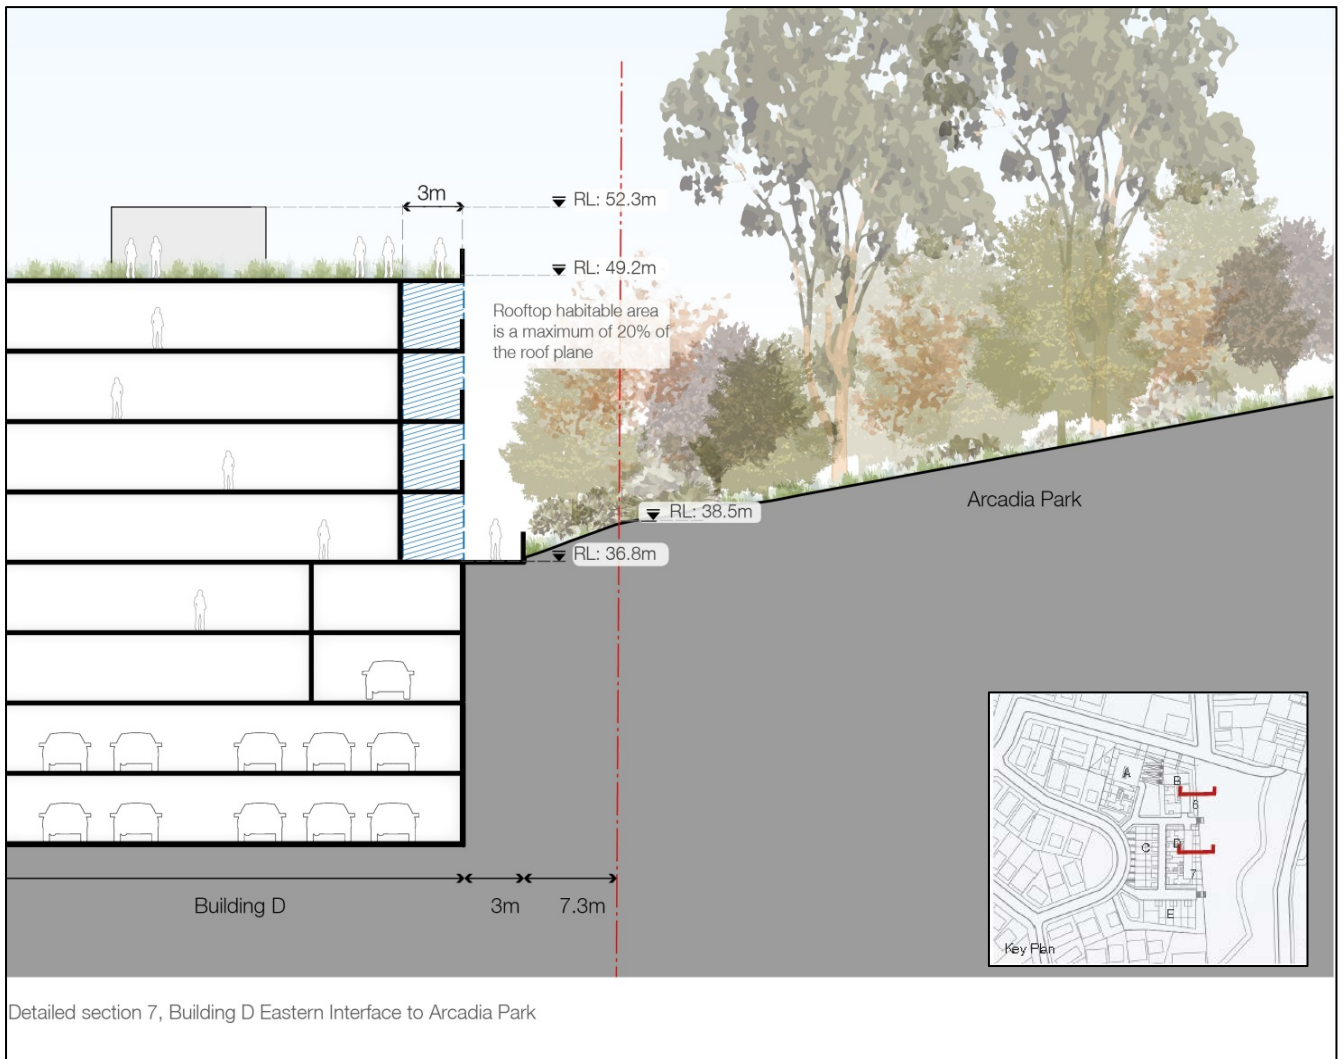 3m
RL: 52.3m
RL: 49.2m
Rooftop habitable area
is a maximum of 20% of
the roof plane
Arcadia Park
RL: 38.5m
RL: 36.8m
A
B
6
C
D
7
E
Key Plan
Building D
3m
7.3m
Detailed section 7, Building D Eastern Interface to Arcadia Park